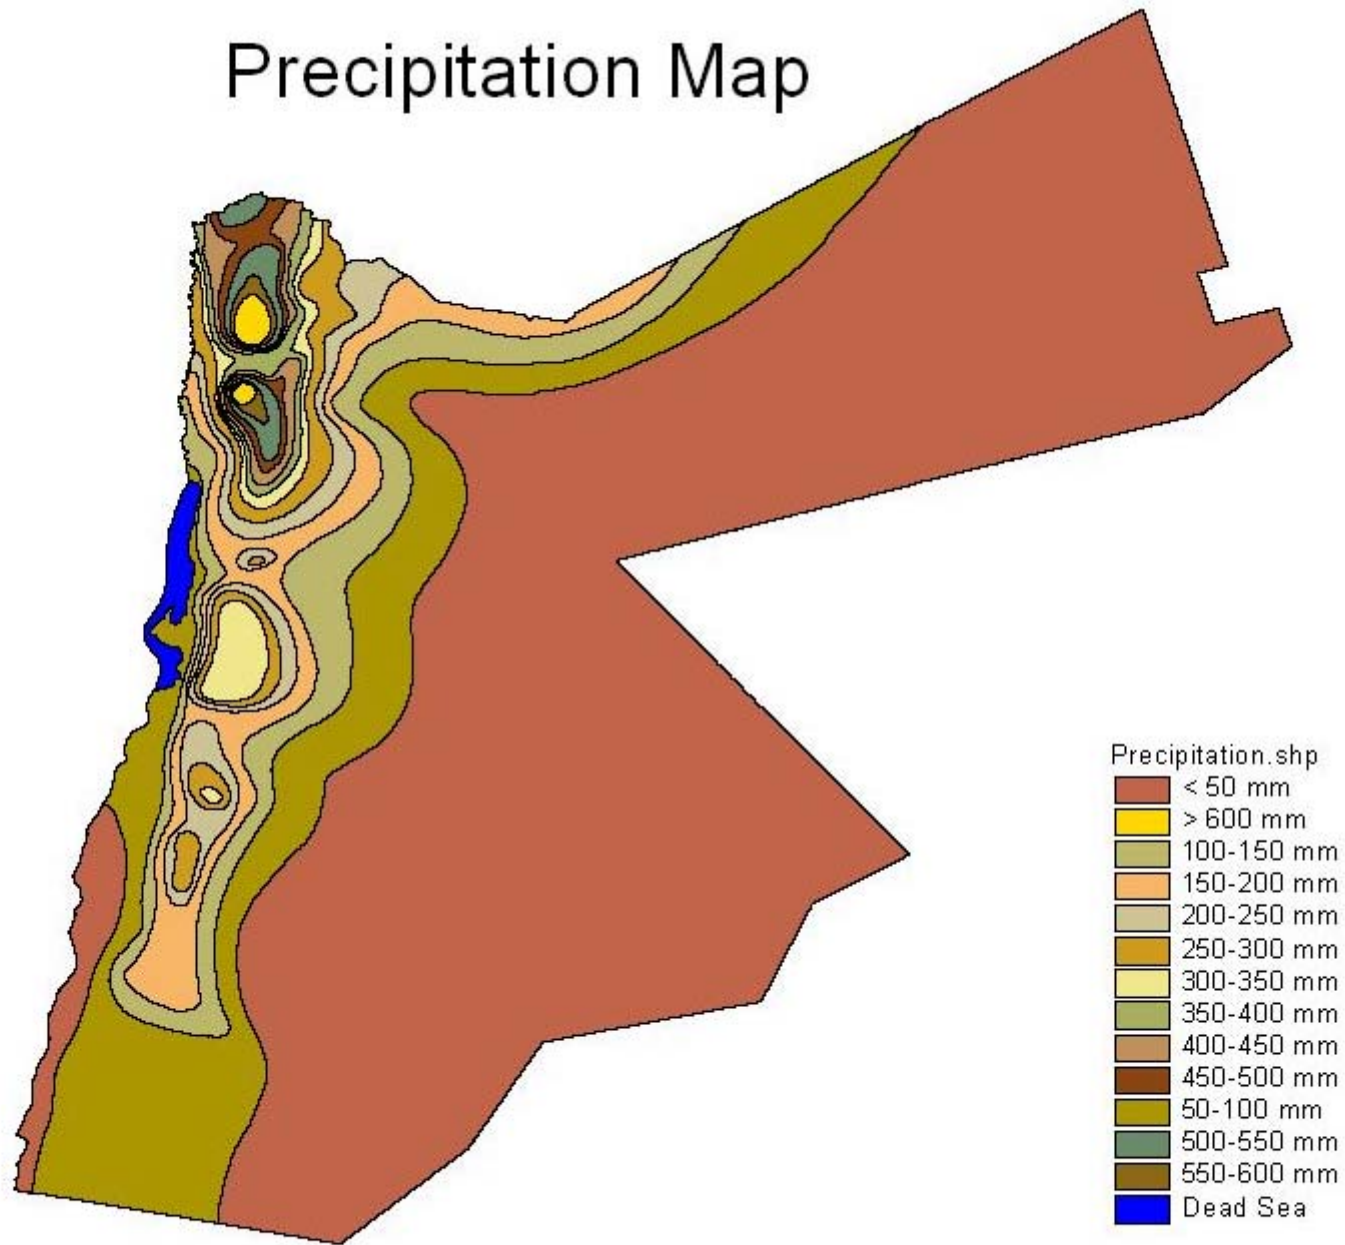 Precipitation Map
Precipitation.shp
< 50 mm
> 600 mm
100-150 mm
150-200 mm
200-250 mm
250-300 mm
300-350 mm
350-400 mm
400-450 mm
450-500 mm
50-100 mm
500-550 mm
550-600 mm
Dead Sea